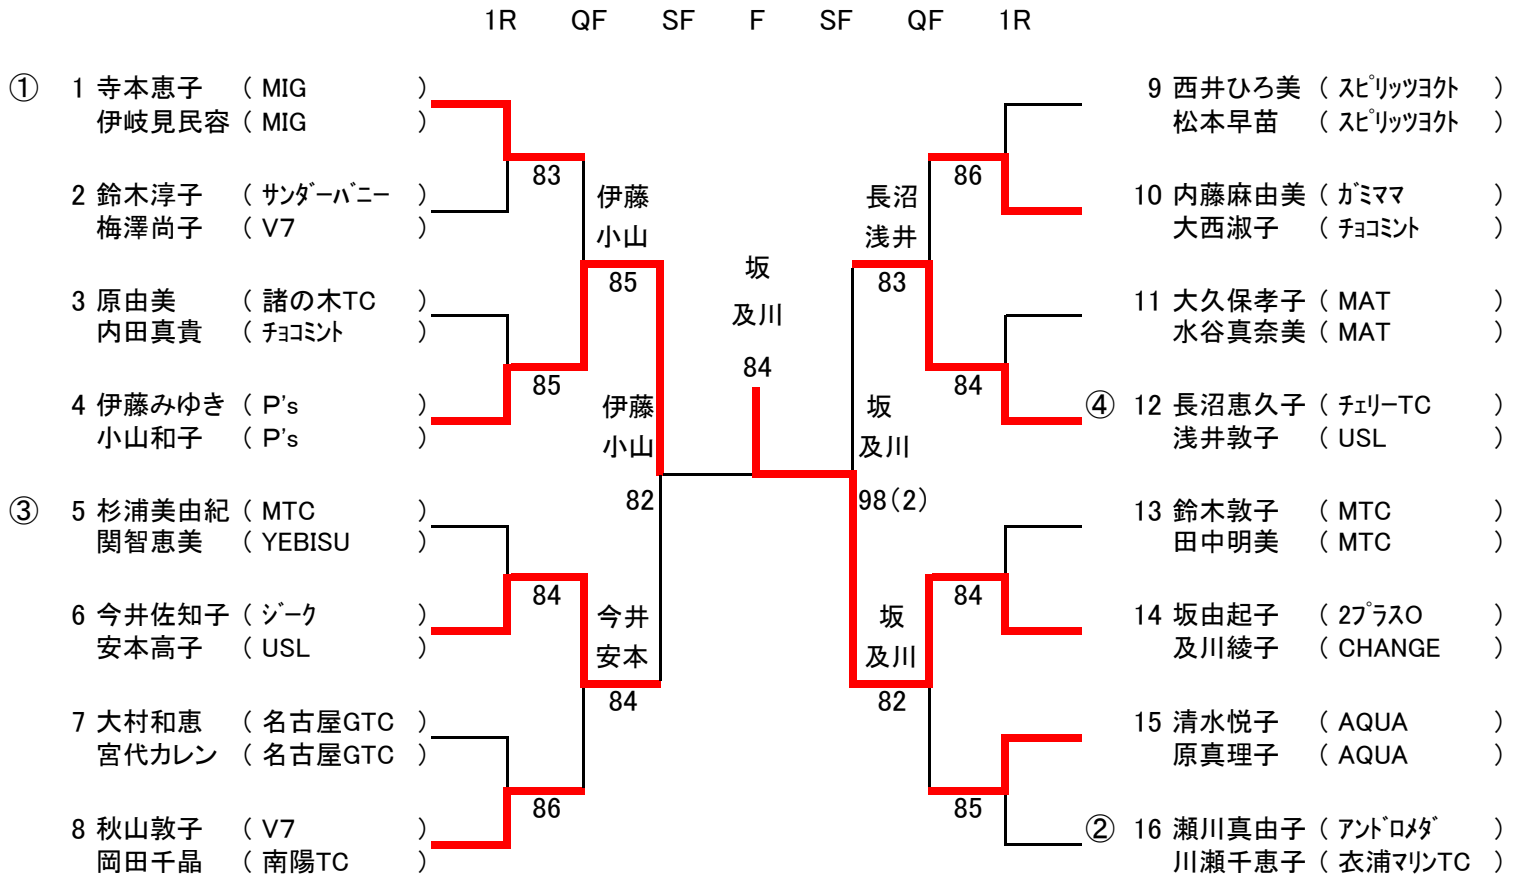 1R QF SF F SF QF 1R
① 1 寺本恵子 ( MIG )
伊岐見民容 ( MIG )
83
2 鈴木淳子 ( ｻﾝﾀﾞｰﾊﾞﾆｰ )
梅澤尚子 ( V7 )
伊藤
小山
85
3 原由美 ( 諸の木TC )
内田真貴 ( ﾁｮｺﾐﾝﾄ )
85
4 伊藤みゆき ( P's )
小山和子 ( P's )
伊藤
小山
82
③ 5 杉浦美由紀 ( MTC )
関智恵美 ( YEBISU )
84
6 今井佐知子 ( ｼﾞｰｸ )
安本高子 ( USL )
今井
安本
84
7 大村和恵 ( 名古屋GTC )
宮代カレン ( 名古屋GTC )
86
8 秋山敦子 ( V7 )
岡田千晶 ( 南陽TC )
坂
及川
84
9 西井ひろ美 ( ｽﾋﾟﾘｯﾂﾖｸﾄ )
松本早苗 ( ｽﾋﾟﾘｯﾂﾖｸﾄ )
86
10 内藤麻由美 ( ｶﾞﾐママ )
大西淑子 ( ﾁｮｺﾐﾝﾄ )
長沼
浅井
83
11 大久保孝子 ( MAT )
水谷真奈美 ( MAT )
84
④ 12 長沼恵久子 ( ﾁｪﾘｰTC )
浅井敦子 ( USL )
坂
及川
98(2)
13 鈴木敦子 ( MTC )
田中明美 ( MTC )
84
14 坂由起子 ( 2ﾌﾟﾗｽO )
及川綾子 ( CHANGE )
坂
及川
82
15 清水悦子 ( AQUA )
原真理子 ( AQUA )
85
② 16 瀬川真由子 ( ｱﾝﾄﾞﾛﾒﾀﾞ )
川瀬千恵子 ( 衣浦ﾏﾘﾝTC )